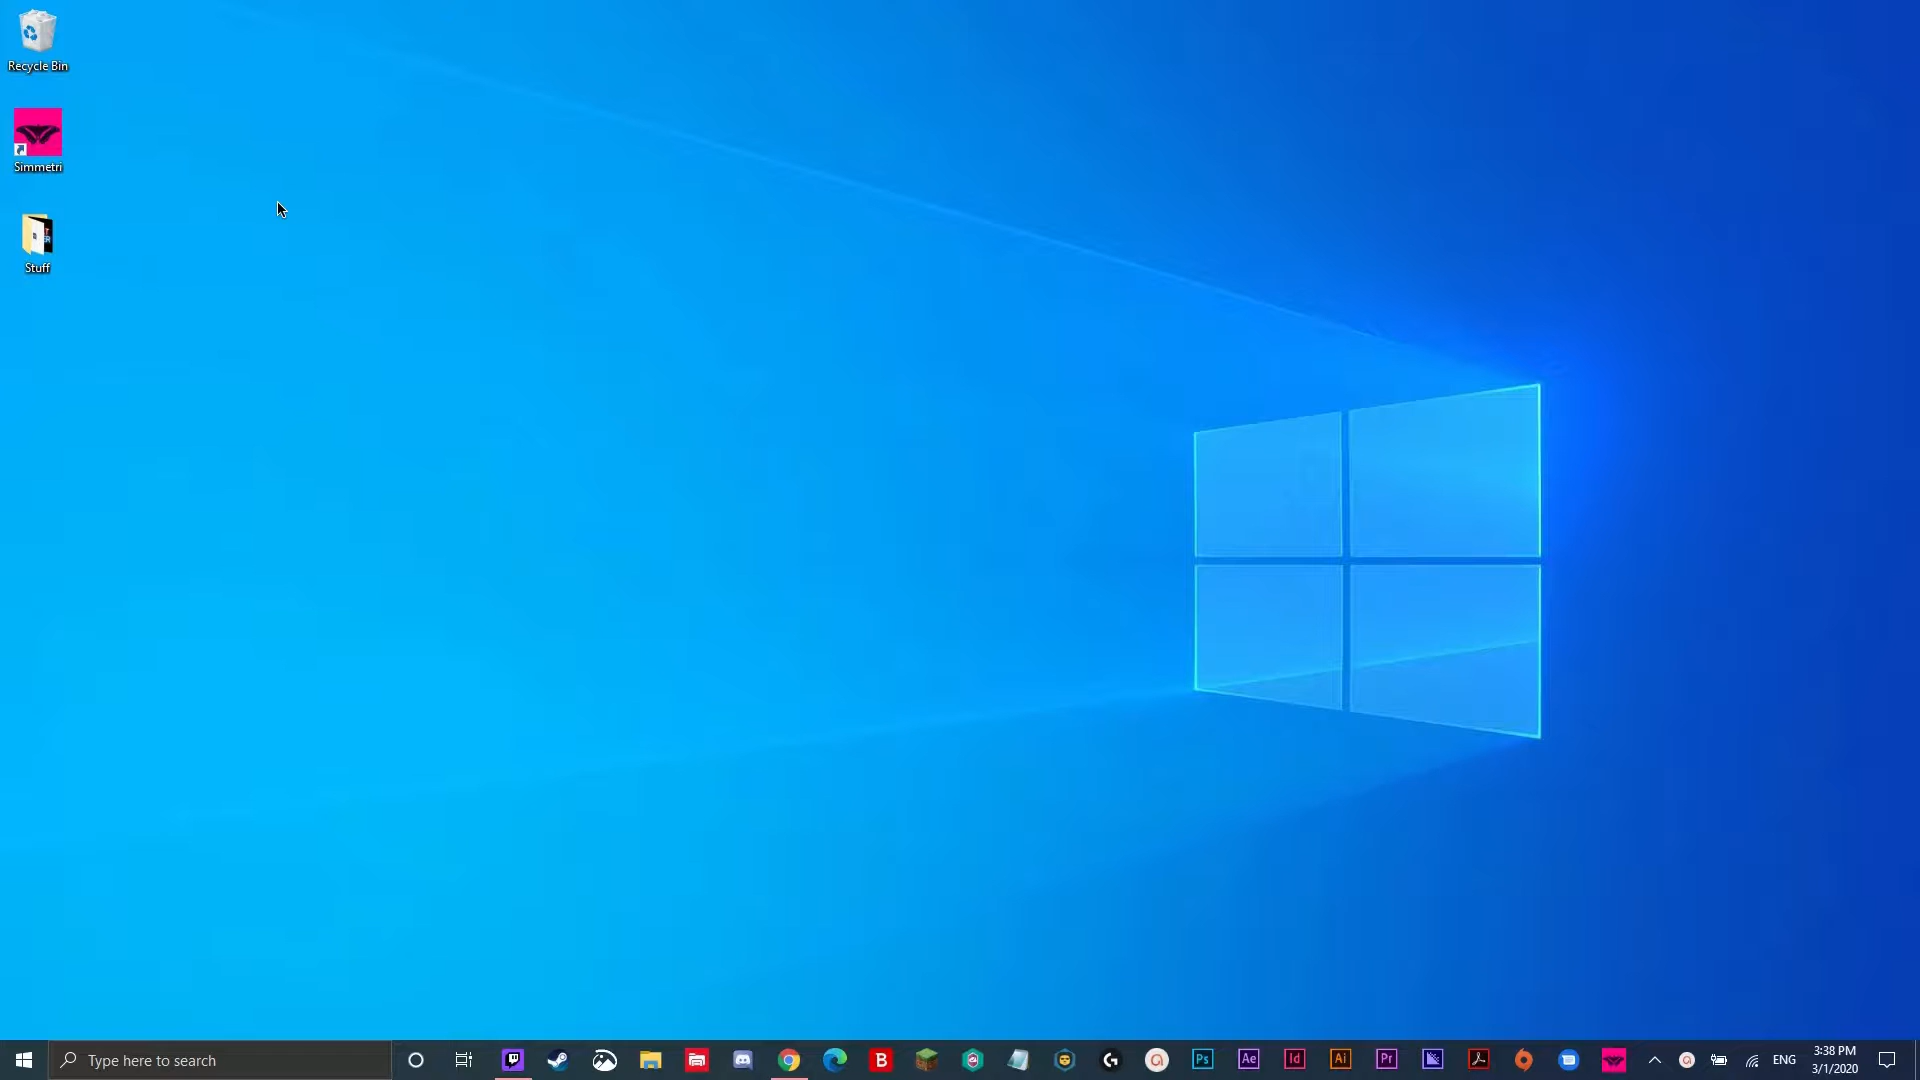 Recycle Bin
Simmetri
Stuff
Type here to search
B
Ps
Ae
Id
Ai
Pr
ENG
3:38 PM
3/1/2020